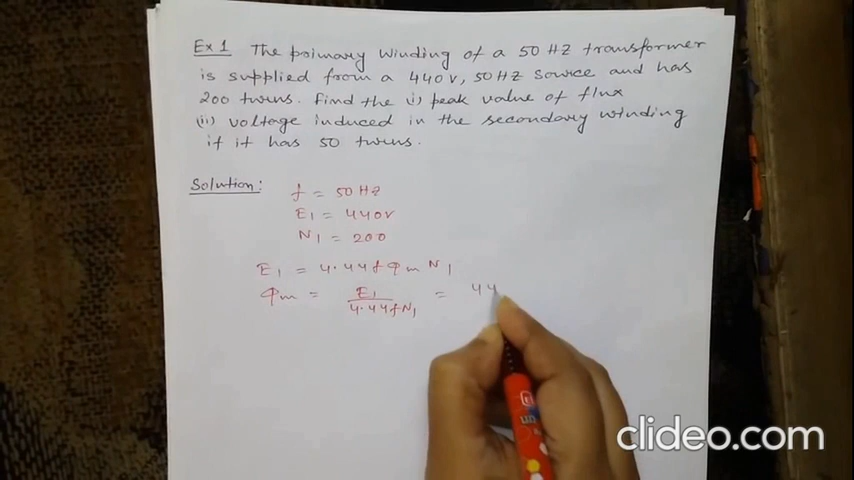 Ex 1 The primary winding of a 50 HZ transformer
is supplied from a 440V, 50HZ source and has
200 turns. Find the (i) peak value of flux
(ii) voltage induced in the secondary winding
if it has 50 turns.
Solution:
f = 50 HZ
E1 = 440V
N1 = 200
E1 = 4.44 f φm N1
φm = E1 / 4.44 f N1 = 44
clideo.com